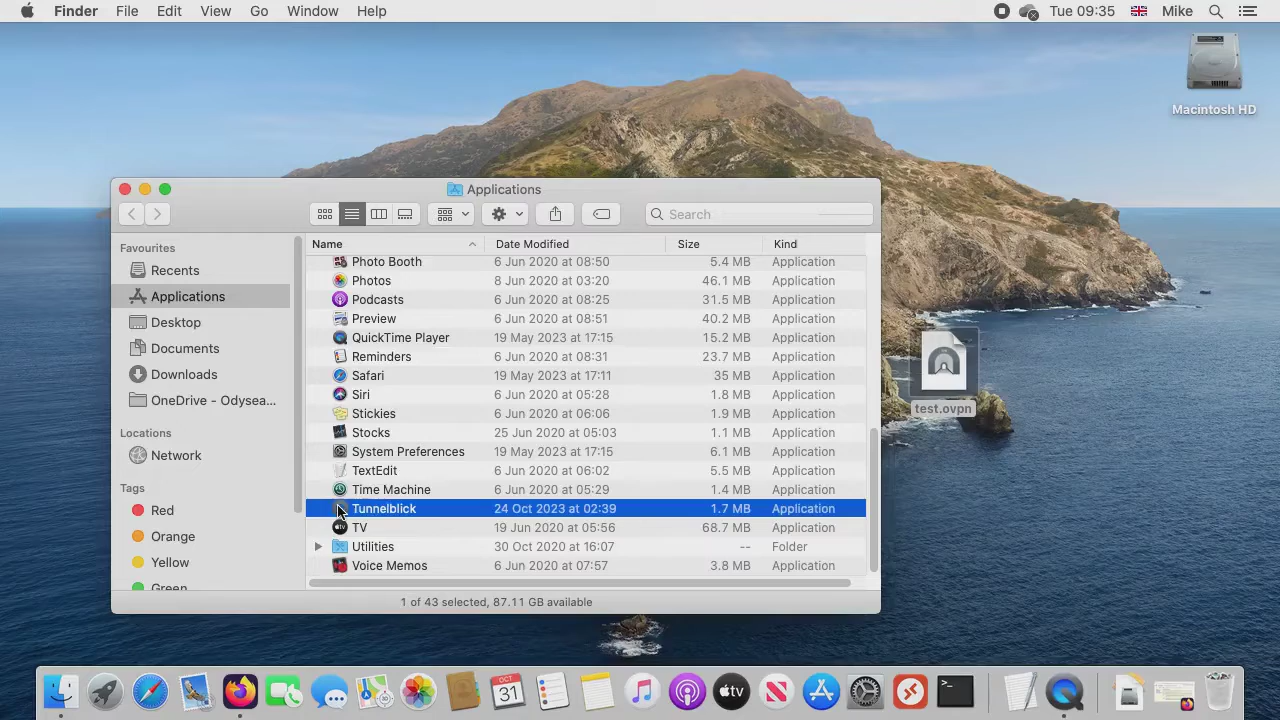 Finder File Edit View Go Window Help Tue 09:35 Mike
Macintosh HD
Applications
Search
Favourites
Recents
Applications
Desktop
Documents
Downloads
OneDrive - Odysea...
Locations
Network
Tags
Red
Orange
Yellow
Green
Name Date Modified Size Kind
Photo Booth 6 Jun 2020 at 08:50 5.4 MB Application
Photos 8 Jun 2020 at 03:20 46.1 MB Application
Podcasts 6 Jun 2020 at 08:25 31.5 MB Application
Preview 6 Jun 2020 at 08:51 40.2 MB Application
QuickTime Player 19 May 2023 at 17:15 15.2 MB Application
Reminders 6 Jun 2020 at 08:31 23.7 MB Application
Safari 19 May 2023 at 17:11 35 MB Application
Siri 6 Jun 2020 at 05:28 1.8 MB Application
Stickies 6 Jun 2020 at 06:06 1.9 MB Application
Stocks 25 Jun 2020 at 05:03 1.1 MB Application
System Preferences 19 May 2023 at 17:15 6.1 MB Application
TextEdit 6 Jun 2020 at 06:02 5.5 MB Application
Time Machine 6 Jun 2020 at 05:29 1.4 MB Application
Tunnelblick 24 Oct 2023 at 02:39 1.7 MB Application
TV 19 Jun 2020 at 05:56 68.7 MB Application
Utilities 30 Oct 2020 at 16:07 -- Folder
Voice Memos 6 Jun 2020 at 07:57 3.8 MB Application
1 of 43 selected, 87.11 GB available
test.ovpn
OCT
31
tv